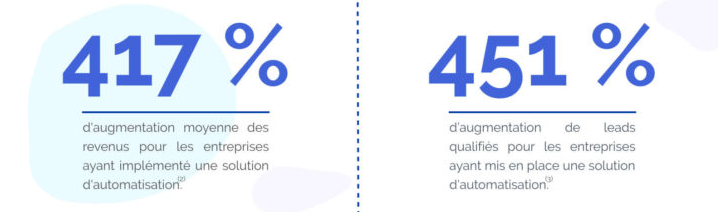 417 %
d'augmentation moyenne des
revenus pour les entreprises
ayant implémenté une solution
d'automatisation.(2)
451 %
d'augmentation de leads
qualifiés pour les entreprises
ayant mis en place une solution
d'automatisation.(3)